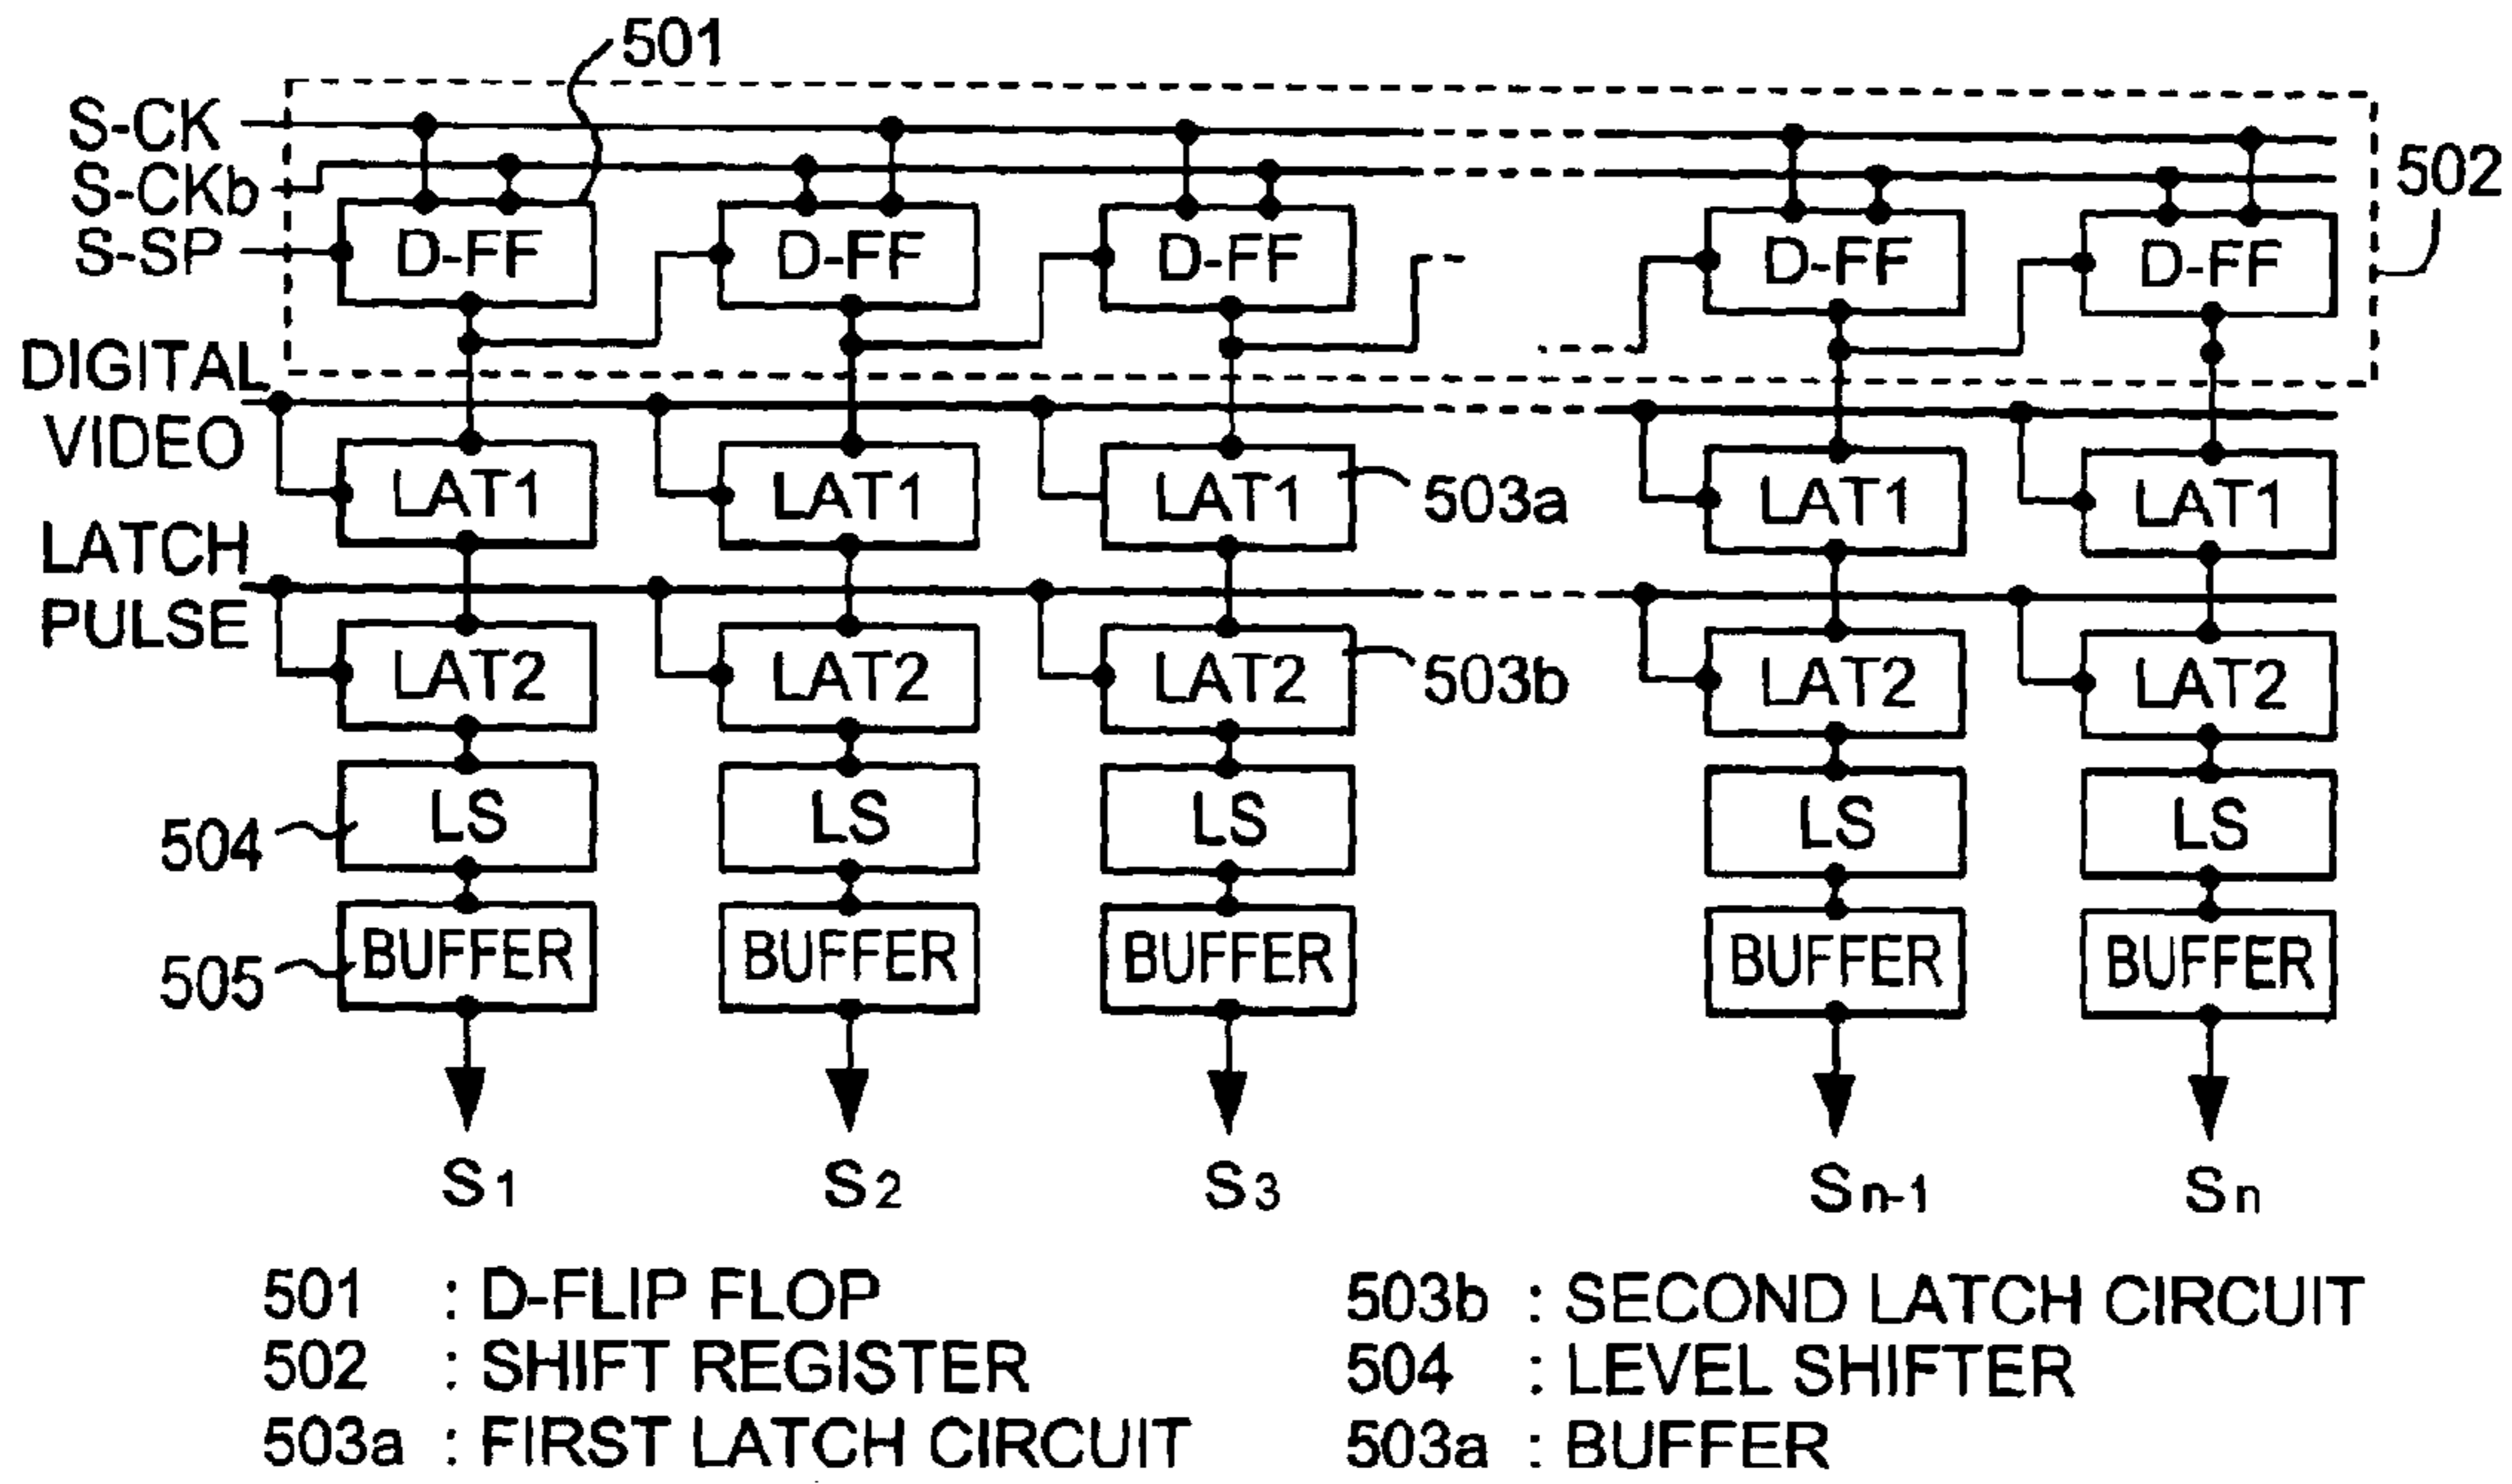 501
S-CK
S-CKb
S-SP
502
D-FF D-FF D-FF D-FF D-FF
DIGITAL
VIDEO
LAT1 LAT1 LAT1 LAT1 LAT1
503a
LATCH
PULSE
LAT2 LAT2 LAT2 LAT2 LAT2
503b
504
LS LS LS LS LS
505
BUFFER BUFFER BUFFER BUFFER BUFFER
S1 S2 S3 Sn-1 Sn
501 : D-FLIP FLOP
502 : SHIFT REGISTER
503a : FIRST LATCH CIRCUIT
503b : SECOND LATCH CIRCUIT
504 : LEVEL SHIFTER
503a : BUFFER